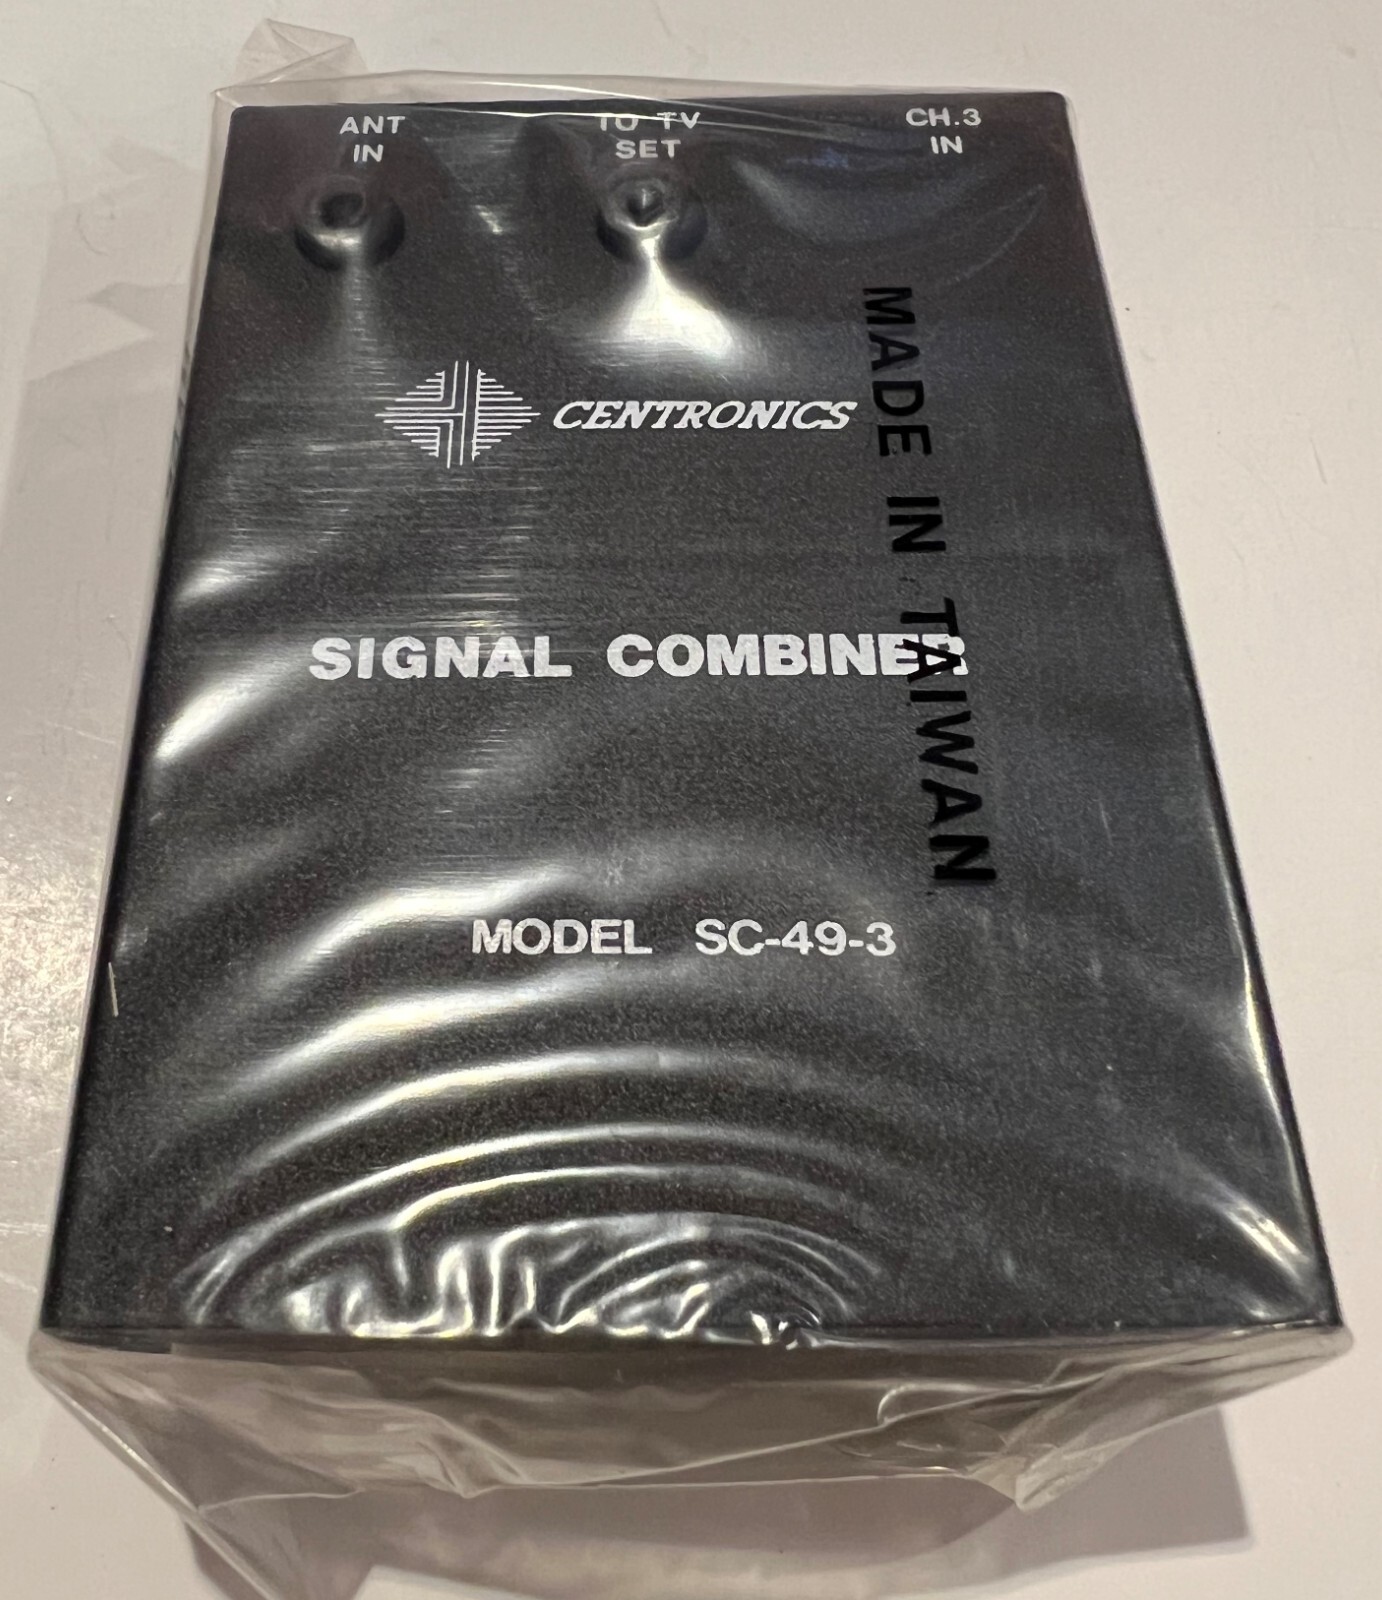 ANT
IN
TO TV
SET
CH.3
IN
CENTRONICS
MADE IN TAIWAN
SIGNAL COMBINER
MODEL SC-49-3